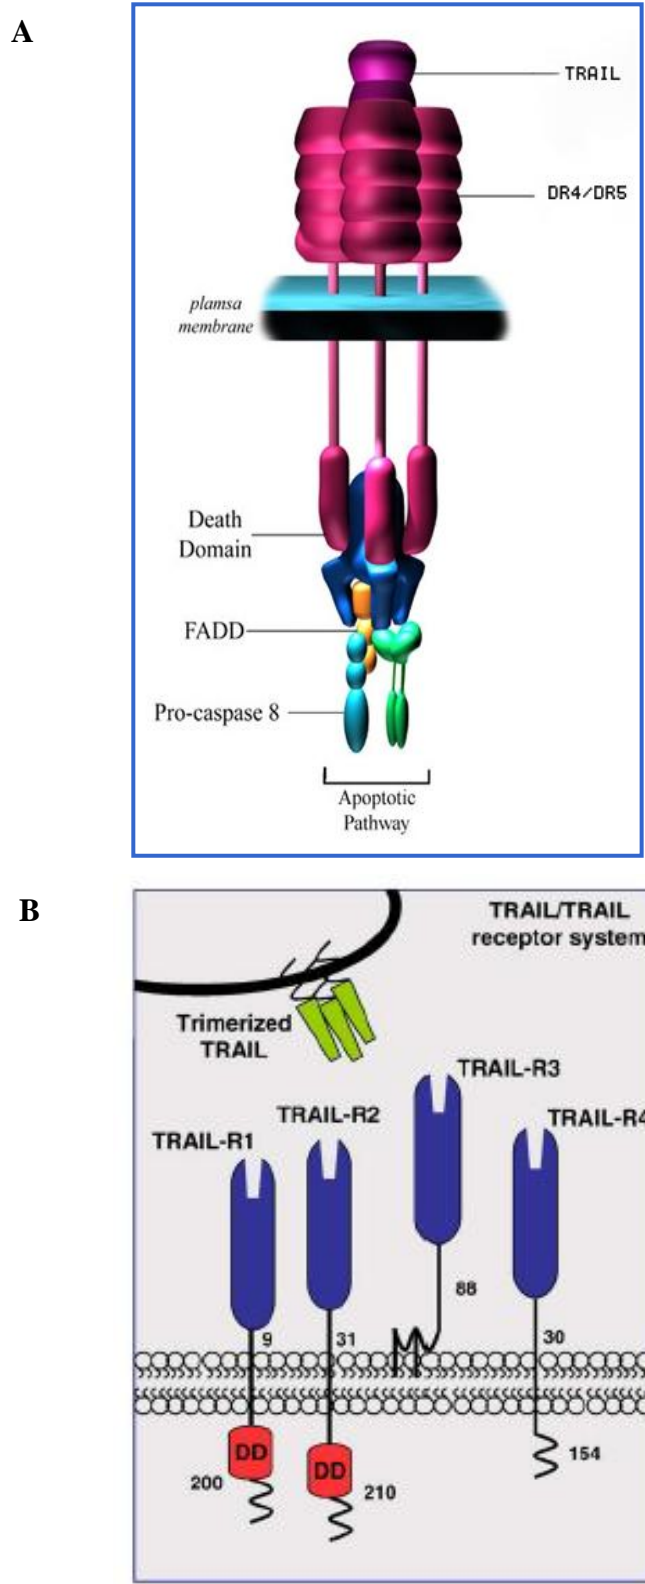 A
TRAIL
DR4/DR5
plamsa
membrane
Death
Domain
FADD
Pro-caspase 8
Apoptotic
Pathway
B
TRAIL/TRAIL
receptor system
Trimerized
TRAIL
TRAIL-R3
TRAIL-R2
TRAIL-R4
TRAIL-R1
88
9
31
30
DD
DD
154
200
210